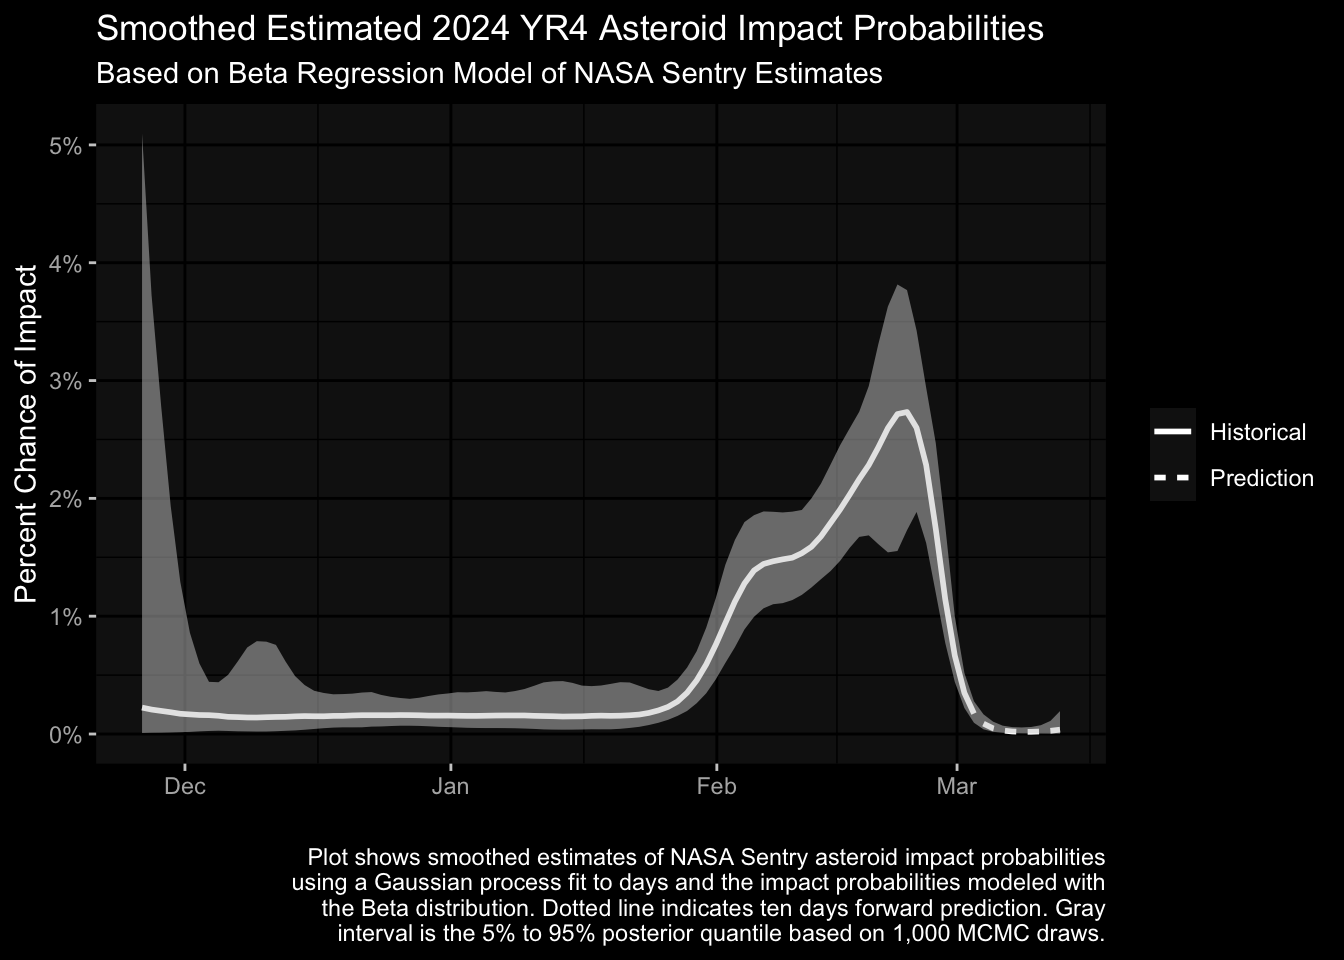 Smoothed Estimated 2024 YR4 Asteroid Impact Probabilities
Based on Beta Regression Model of NASA Sentry Estimates
Percent Chance of Impact
5%
4%
3%
2%
1%
0%
Dec
Jan
Feb
Mar
Historical
Prediction
Plot shows smoothed estimates of NASA Sentry asteroid impact probabilities
using a Gaussian process fit to days and the impact probabilities modeled with
the Beta distribution. Dotted line indicates ten days forward prediction. Gray
interval is the 5% to 95% posterior quantile based on 1,000 MCMC draws.